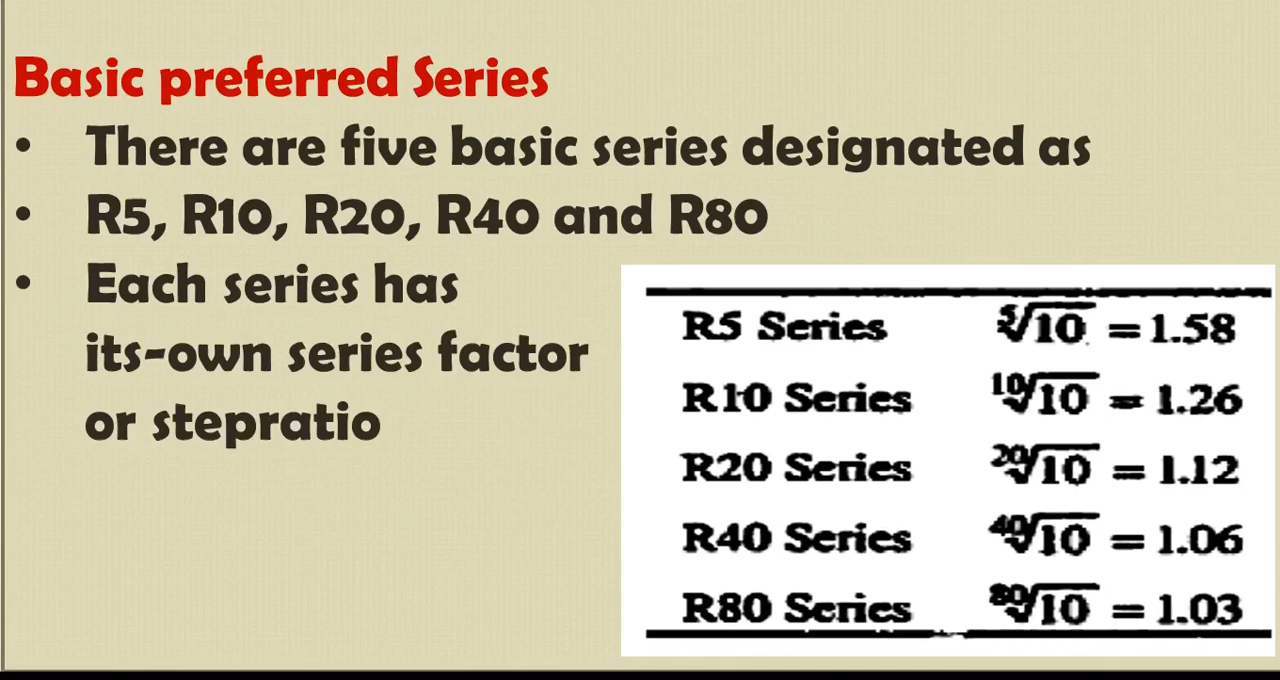 Basic preferred Series
• There are five basic series designated as
• R5, R10, R20, R40 and R80
• Each series has
its-own series factor
or stepratio
R5 Series ⁵√10 = 1.58
R10 Series ¹⁰√10 = 1.26
R20 Series ²⁰√10 = 1.12
R40 Series ⁴⁰√10 = 1.06
R80 Series ⁸⁰√10 = 1.03